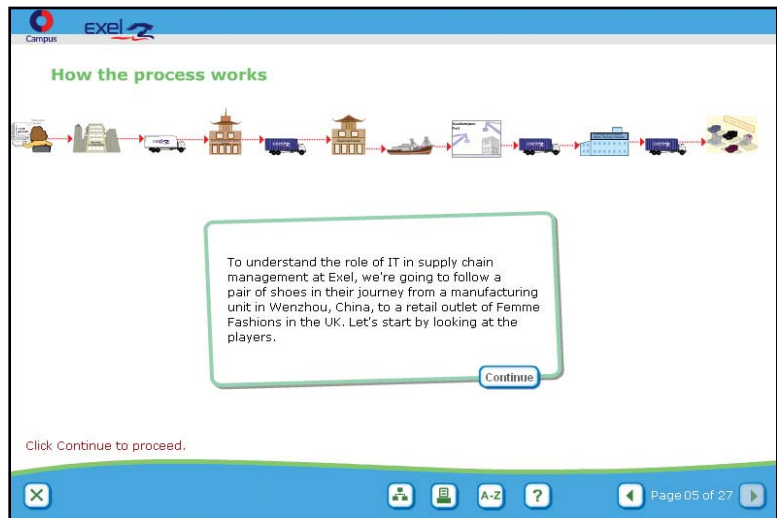 Campus
EXEL
How the process works
To understand the role of IT in supply chain
management at Exel, we're going to follow a
pair of shoes in their journey from a manufacturing
unit in Wenzhou, China, to a retail outlet of Femme
Fashions in the UK. Let's start by looking at the
players.
Continue
Click Continue to proceed.
A-Z
?
Page 05 of 27